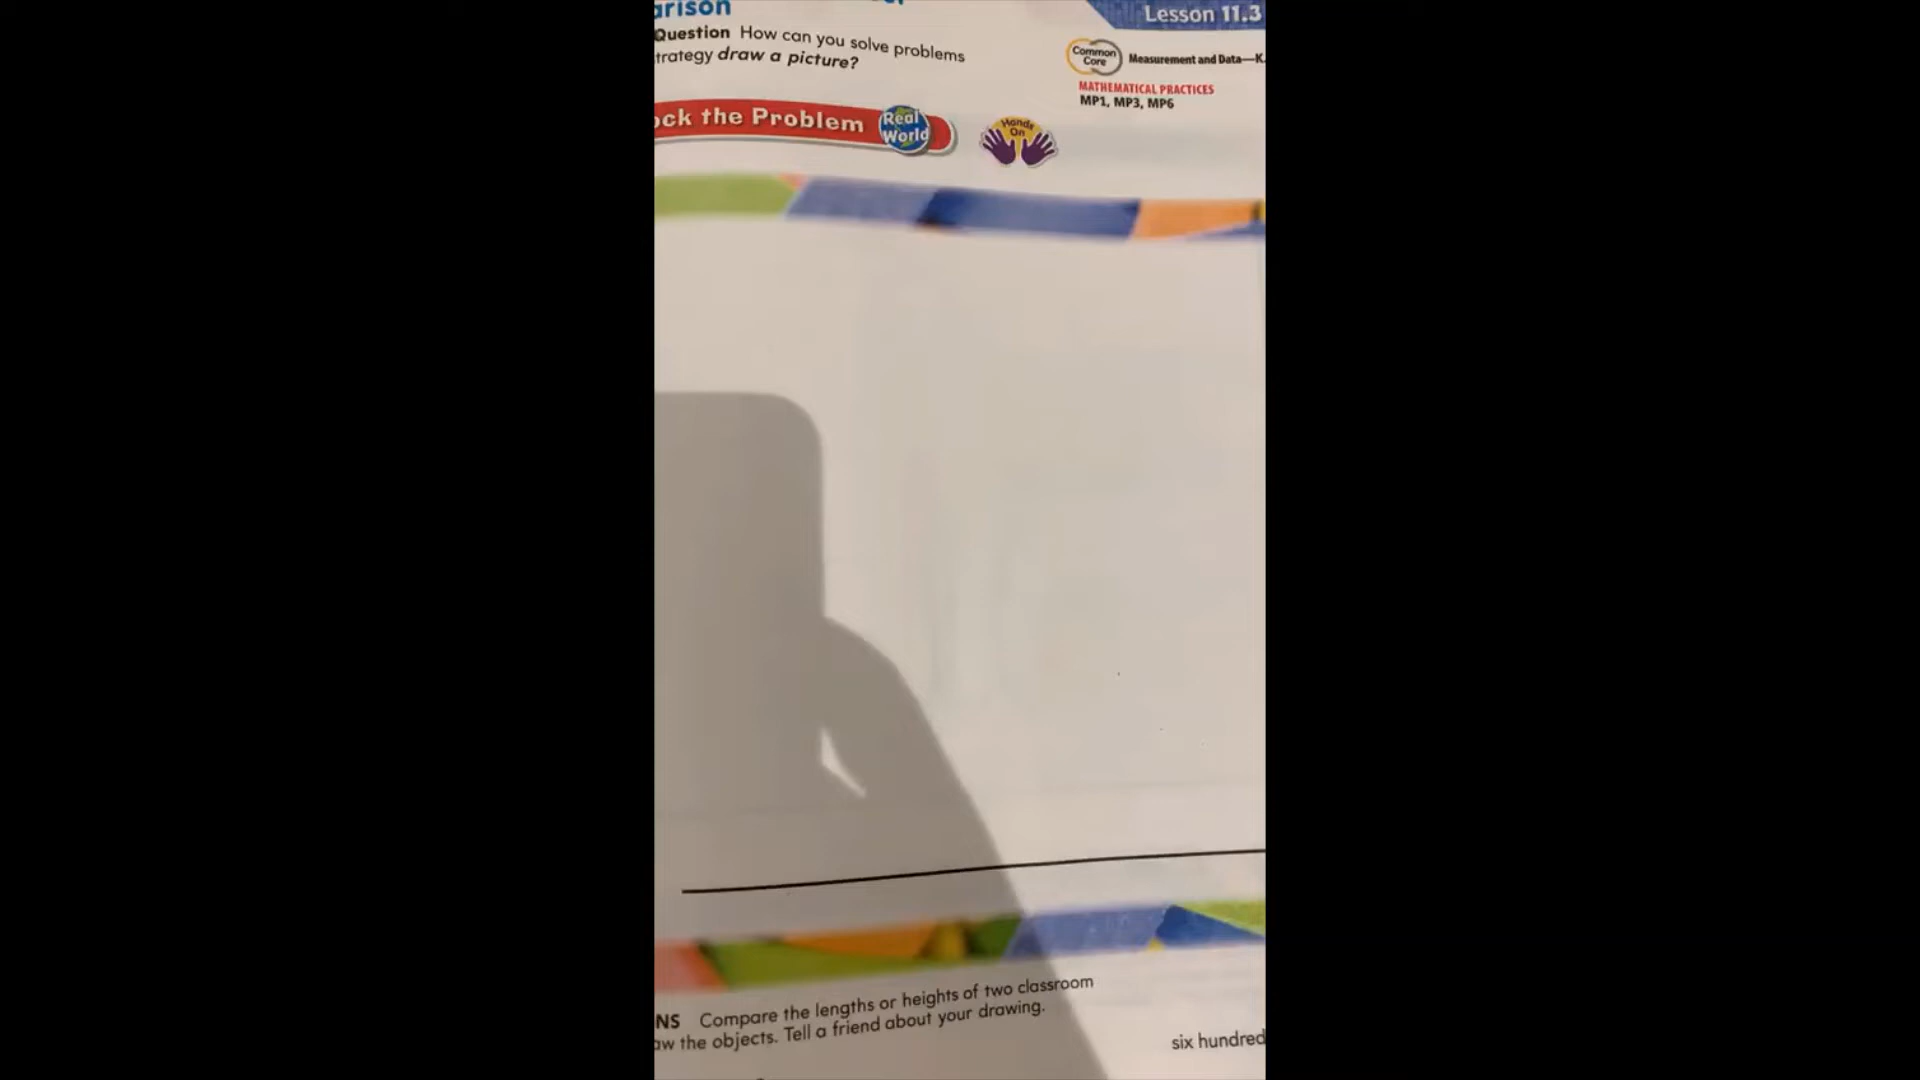 arison
Lesson 11.3
Question How can you solve problems
trategy draw a picture?
Common
Core
Measurement and Data—K.
MATHEMATICAL PRACTICES
MP1, MP3, MP6
ock the Problem
Real
World
Hands
On
NS Compare the lengths or heights of two classroom
aw the objects. Tell a friend about your drawing.
six hundred